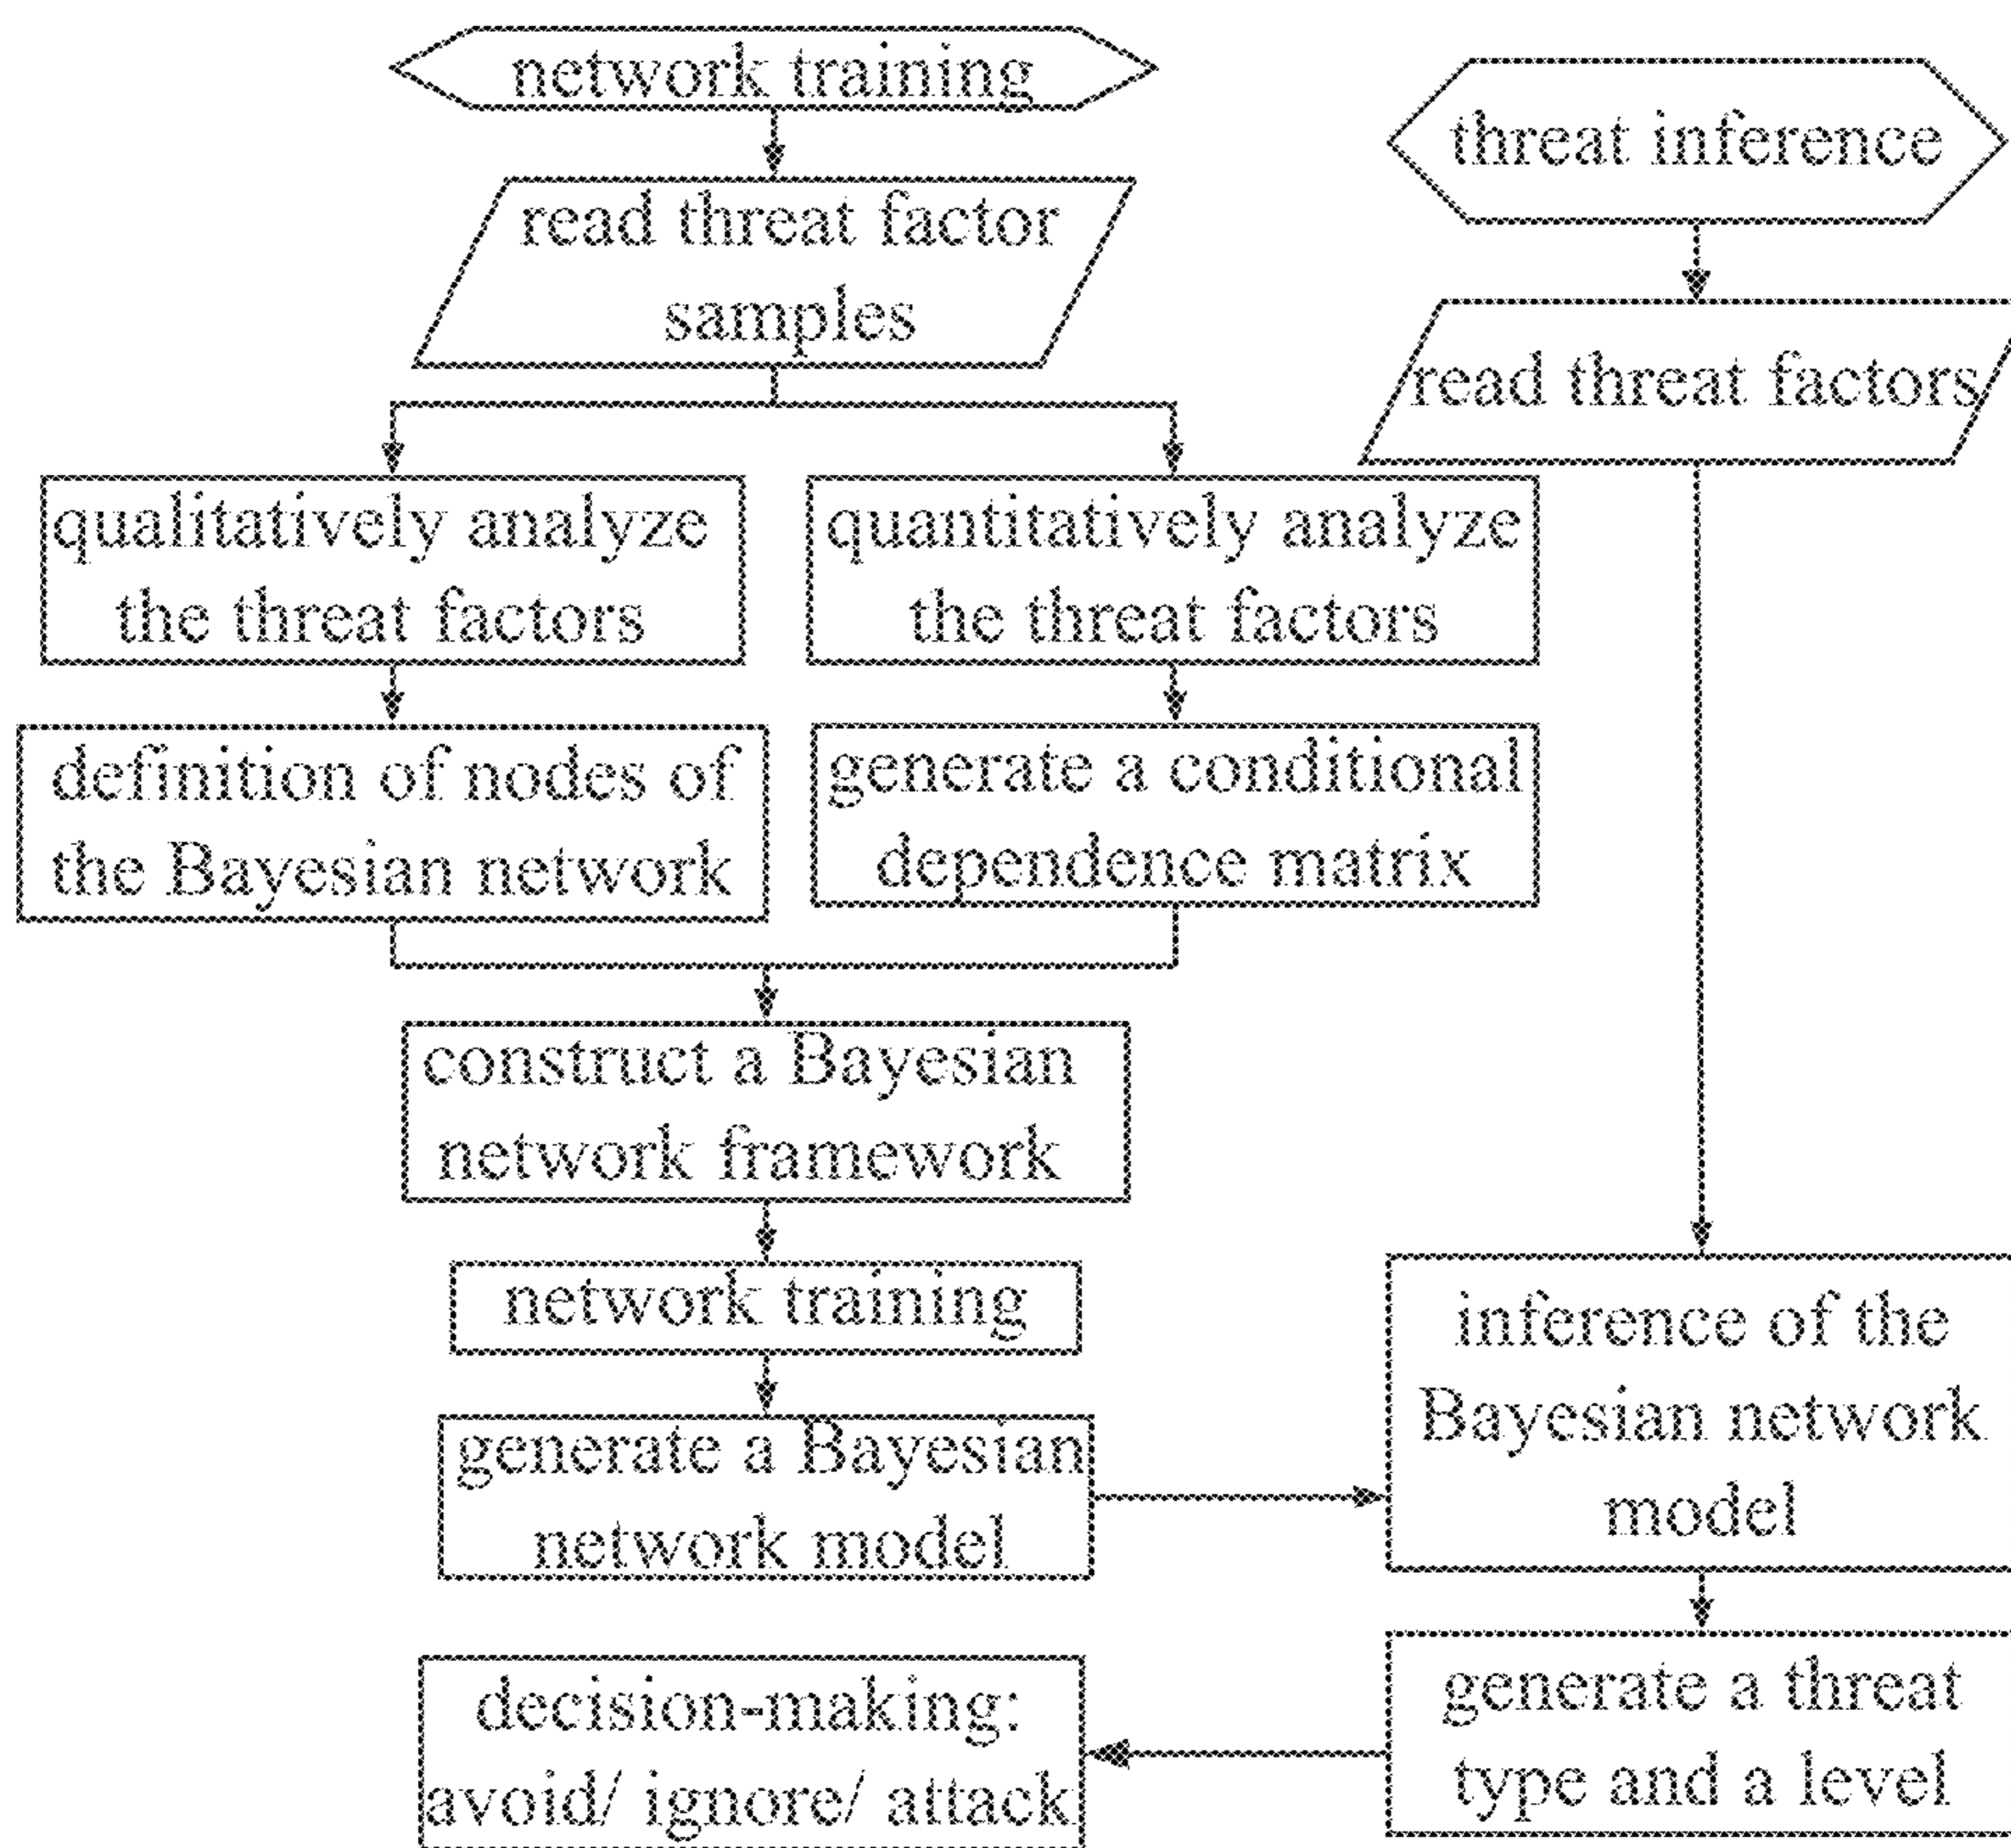 network training
read threat factor
samples
qualitatively analyze
the threat factors
quantitatively analyze
the threat factors
definition of nodes of
the Bayesian network
generate a conditional
dependence matrix
construct a Bayesian
network framework
network training
generate a Bayesian
network model
threat inference
read threat factors
inference of the
Bayesian network
model
generate a threat
type and a level
decision-making:
avoid/ ignore/ attack